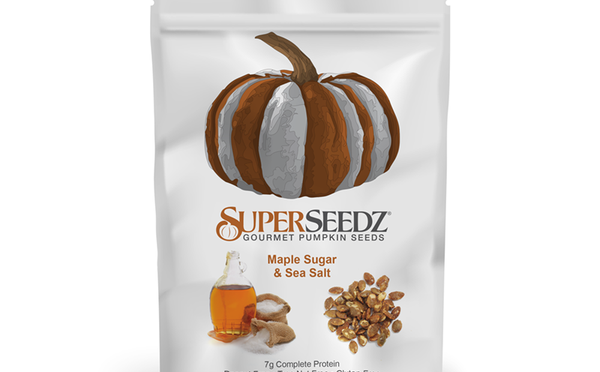 SUPERSEEDZ®
GOURMET PUMPKIN SEEDS
Maple Sugar
& Sea Salt
7g Complete Protein